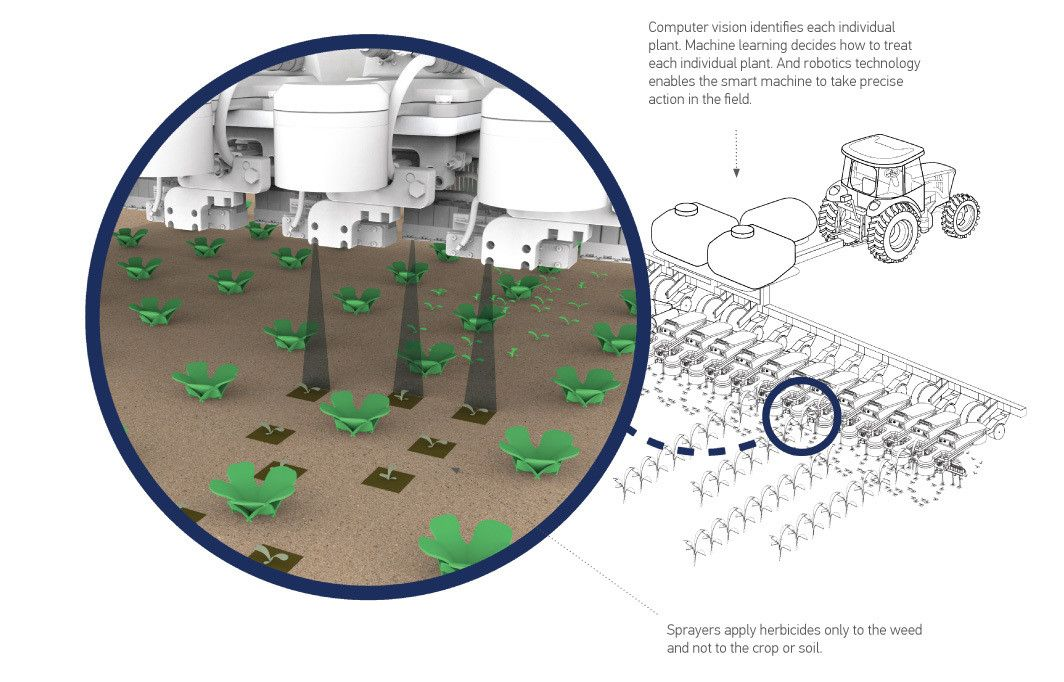 Computer vision identifies each individual
plant. Machine learning decides how to treat
each individual plant. And robotics technology
enables the smart machine to take precise
action in the field.
Sprayers apply herbicides only to the weed
and not to the crop or soil.